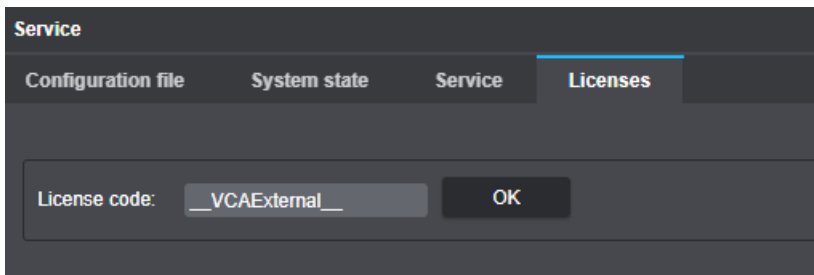 Service
Configuration file System state Service Licenses
License code: __VCAExternal__ OK